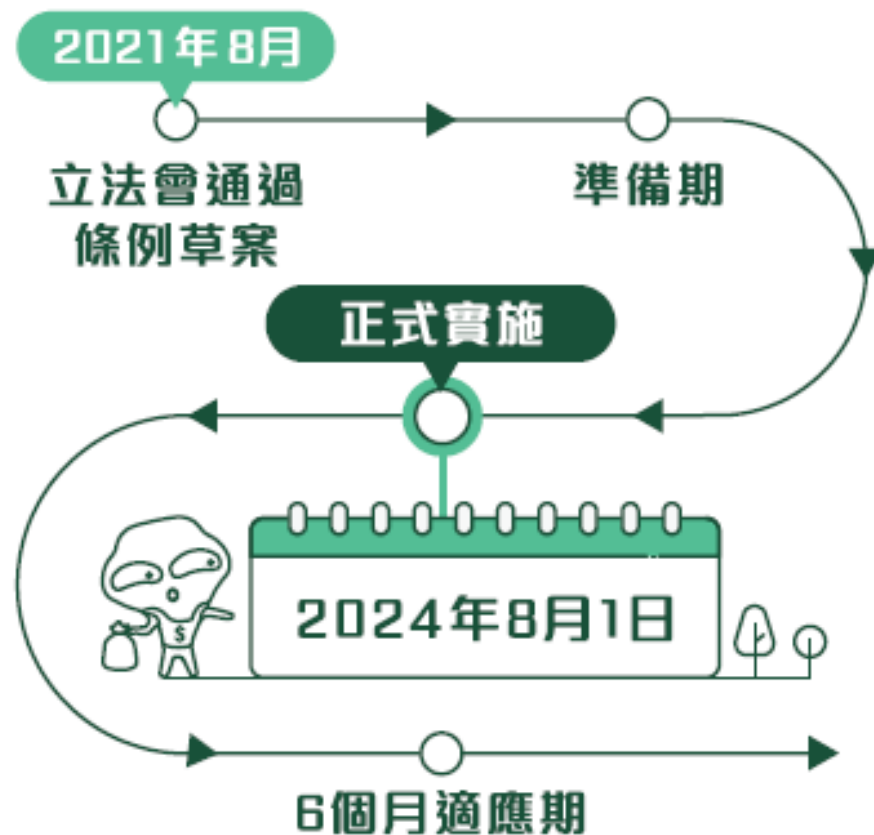 2021年8月
立法會通過
條例草案
準備期
正式實施
$
2024年8月1日
6個月適應期